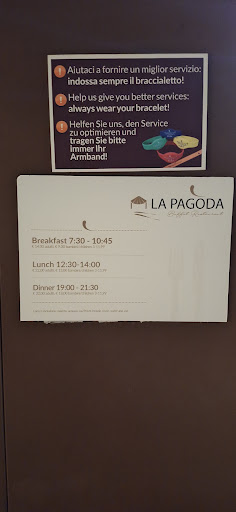 Aiutaci a fornire un miglior servizio:
indossa sempre il braccialetto!
Help us give you better services:
always wear your bracelet!
Helfen Sie uns, den Service
zu optimieren und
tragen Sie bitte
immer Ihr
Armband!
LA PAGODA
Buffet Restaurant
Breakfast 7:30 - 10:45
Lunch 12:30-14:00
Dinner 19:00 - 21:30